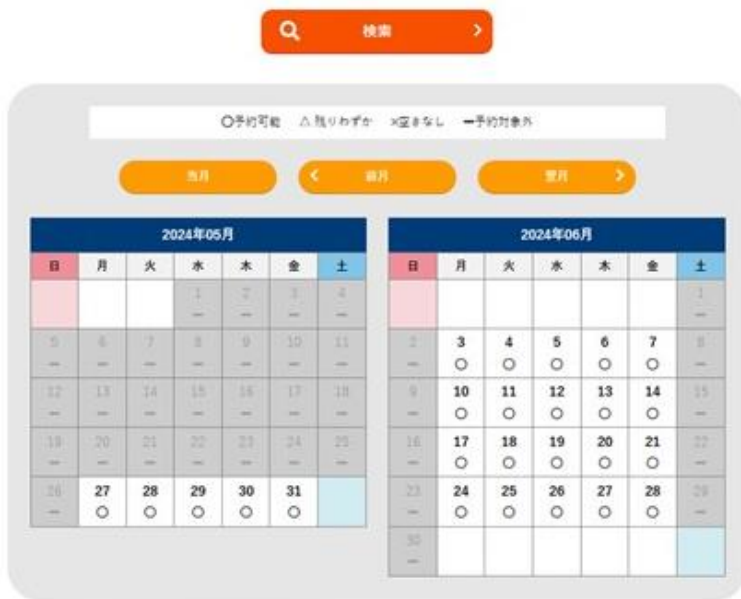 検索
〇予約可能 △残りわずか ×空きなし ー予約対象外
当月 前月 翌月
2024年05月
日 月 火 水 木 金 土
1 2 3 4
ー ー ー ー
5 6 7 8 9 10 11
ー ー ー ー ー ー ー
12 13 14 15 16 17 18
ー ー ー ー ー ー ー
19 20 21 22 23 24 25
ー ー ー ー ー ー ー
26 27 28 29 30 31
ー 〇 〇 〇 〇 〇
2024年06月
日 月 火 水 木 金 土
1
ー
2 3 4 5 6 7 8
ー 〇 〇 〇 〇 〇 ー
9 10 11 12 13 14 15
ー 〇 〇 〇 〇 〇 ー
16 17 18 19 20 21 22
ー 〇 〇 〇 〇 〇 ー
23 24 25 26 27 28 29
ー 〇 〇 〇 〇 〇 ー
30
ー